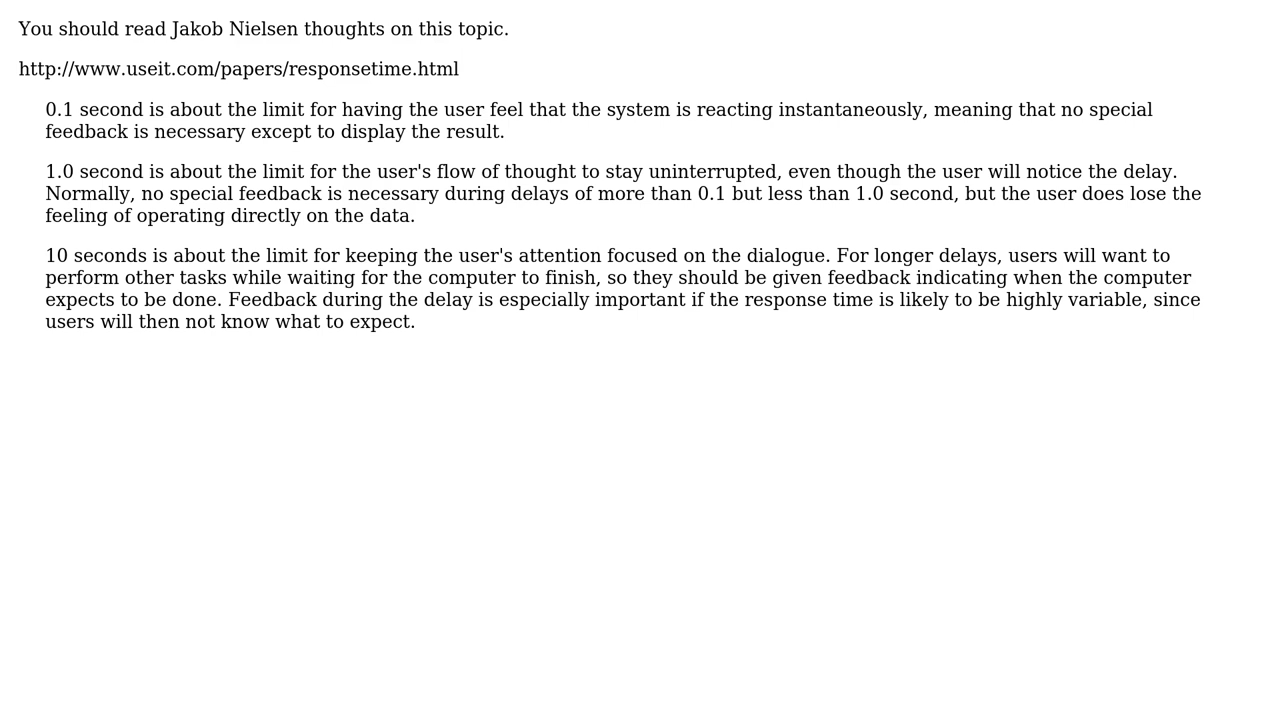 You should read Jakob Nielsen thoughts on this topic.
http://www.useit.com/papers/responsetime.html
0.1 second is about the limit for having the user feel that the system is reacting instantaneously, meaning that no special
feedback is necessary except to display the result.
1.0 second is about the limit for the user's flow of thought to stay uninterrupted, even though the user will notice the delay.
Normally, no special feedback is necessary during delays of more than 0.1 but less than 1.0 second, but the user does lose the
feeling of operating directly on the data.
10 seconds is about the limit for keeping the user's attention focused on the dialogue. For longer delays, users will want to
perform other tasks while waiting for the computer to finish, so they should be given feedback indicating when the computer
expects to be done. Feedback during the delay is especially important if the response time is likely to be highly variable, since
users will then not know what to expect.